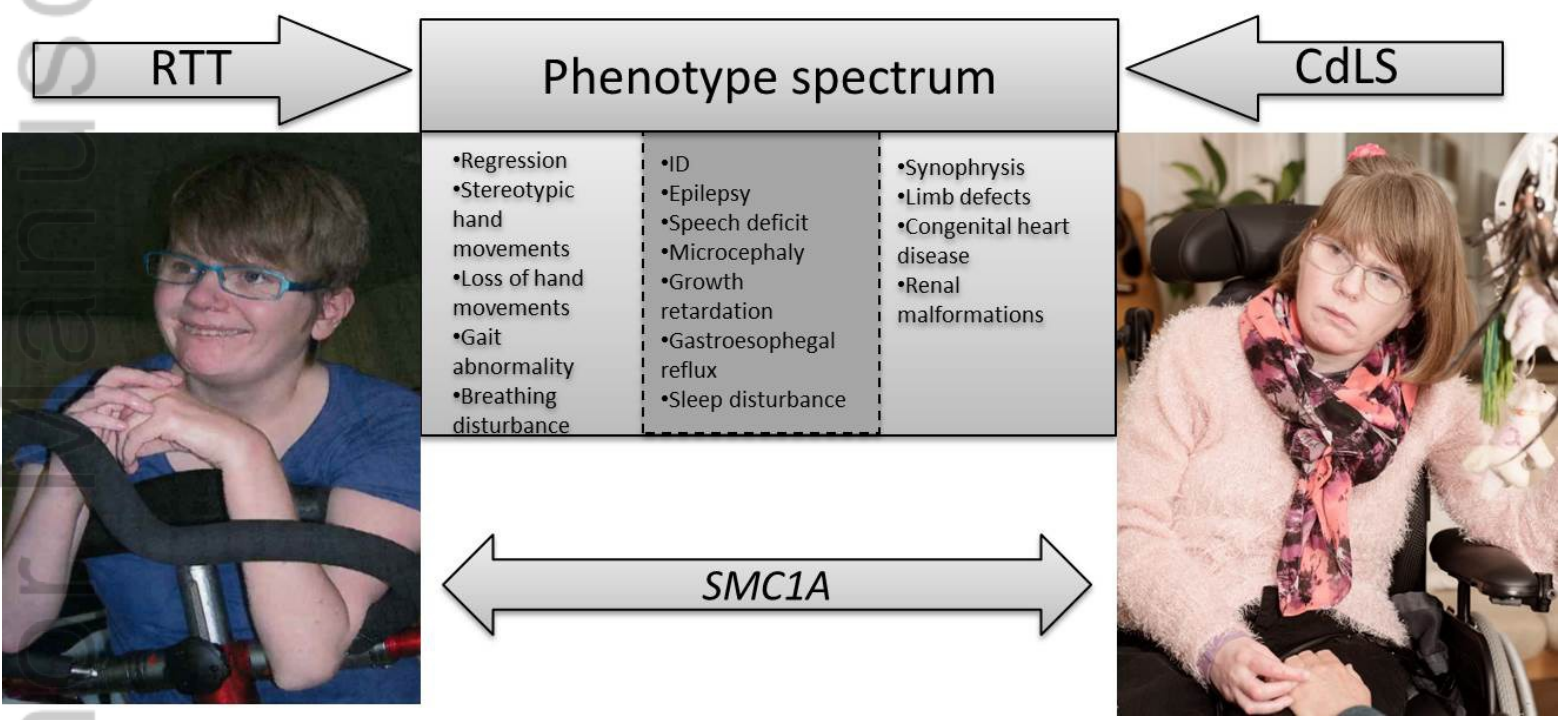 RTT
Phenotype spectrum
CdLS
•Regression
•Stereotypic
hand
movements
•Loss of hand
movements
•Gait
abnormality
•Breathing
disturbance
•ID
•Epilepsy
•Speech deficit
•Microcephaly
•Growth
retardation
•Gastroesophegal
reflux
•Sleep disturbance
•Synophrysis
•Limb defects
•Congenital heart
disease
•Renal
malformations
SMC1A